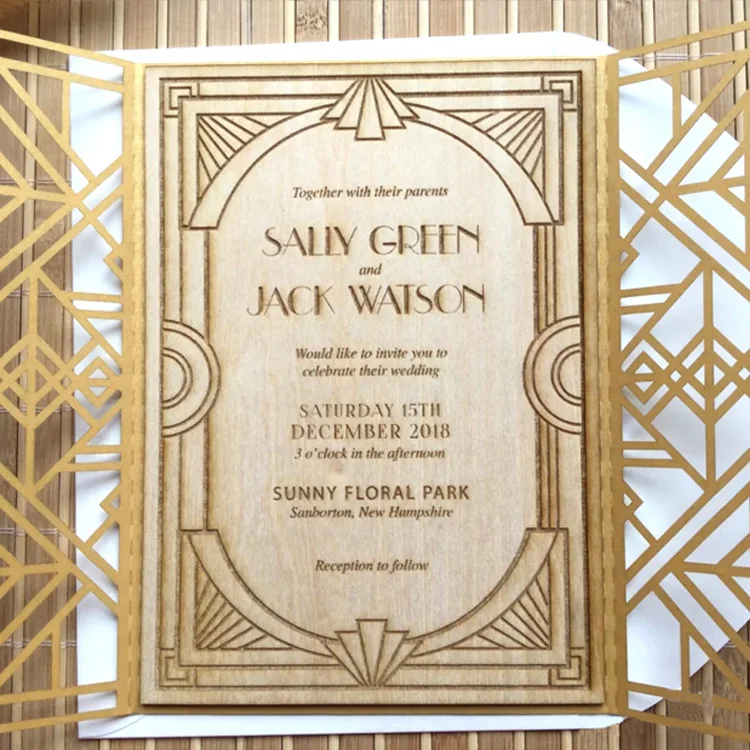 Together with their parents
SALLY GREEN
and
JACK WATSON
Would like to invite you to
celebrate their wedding
SATURDAY 15TH
DECEMBER 2018
3 o'clock in the afternoon
SUNNY FLORAL PARK
Sanborton, New Hampshire
Reception to follow